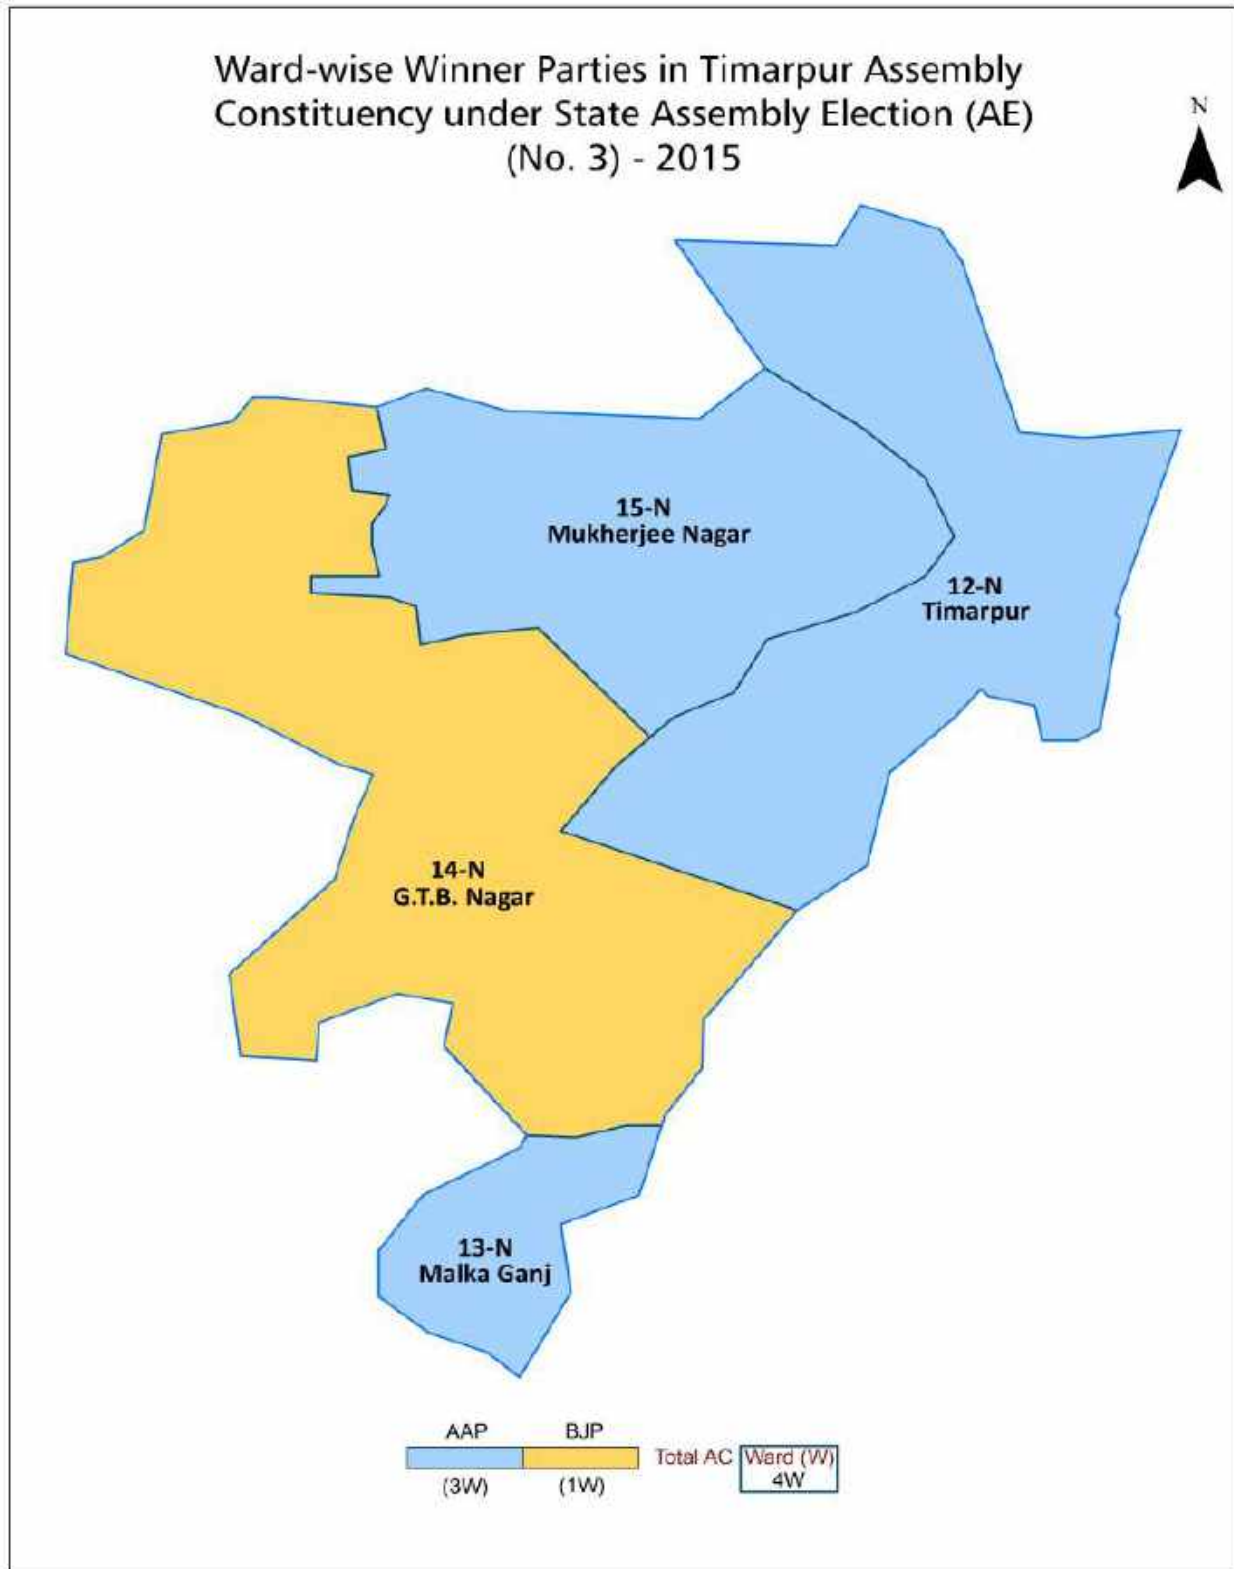 Ward-wise Winner Parties in Timarpur Assembly
Constituency under State Assembly Election (AE)
(No. 3) - 2015
N
15-N
Mukherjee Nagar
12-N
Timarpur
14-N
G.T.B. Nagar
13-N
Malka Ganj
AAP BJP
Total AC Ward (W)
4W
(3W) (1W)